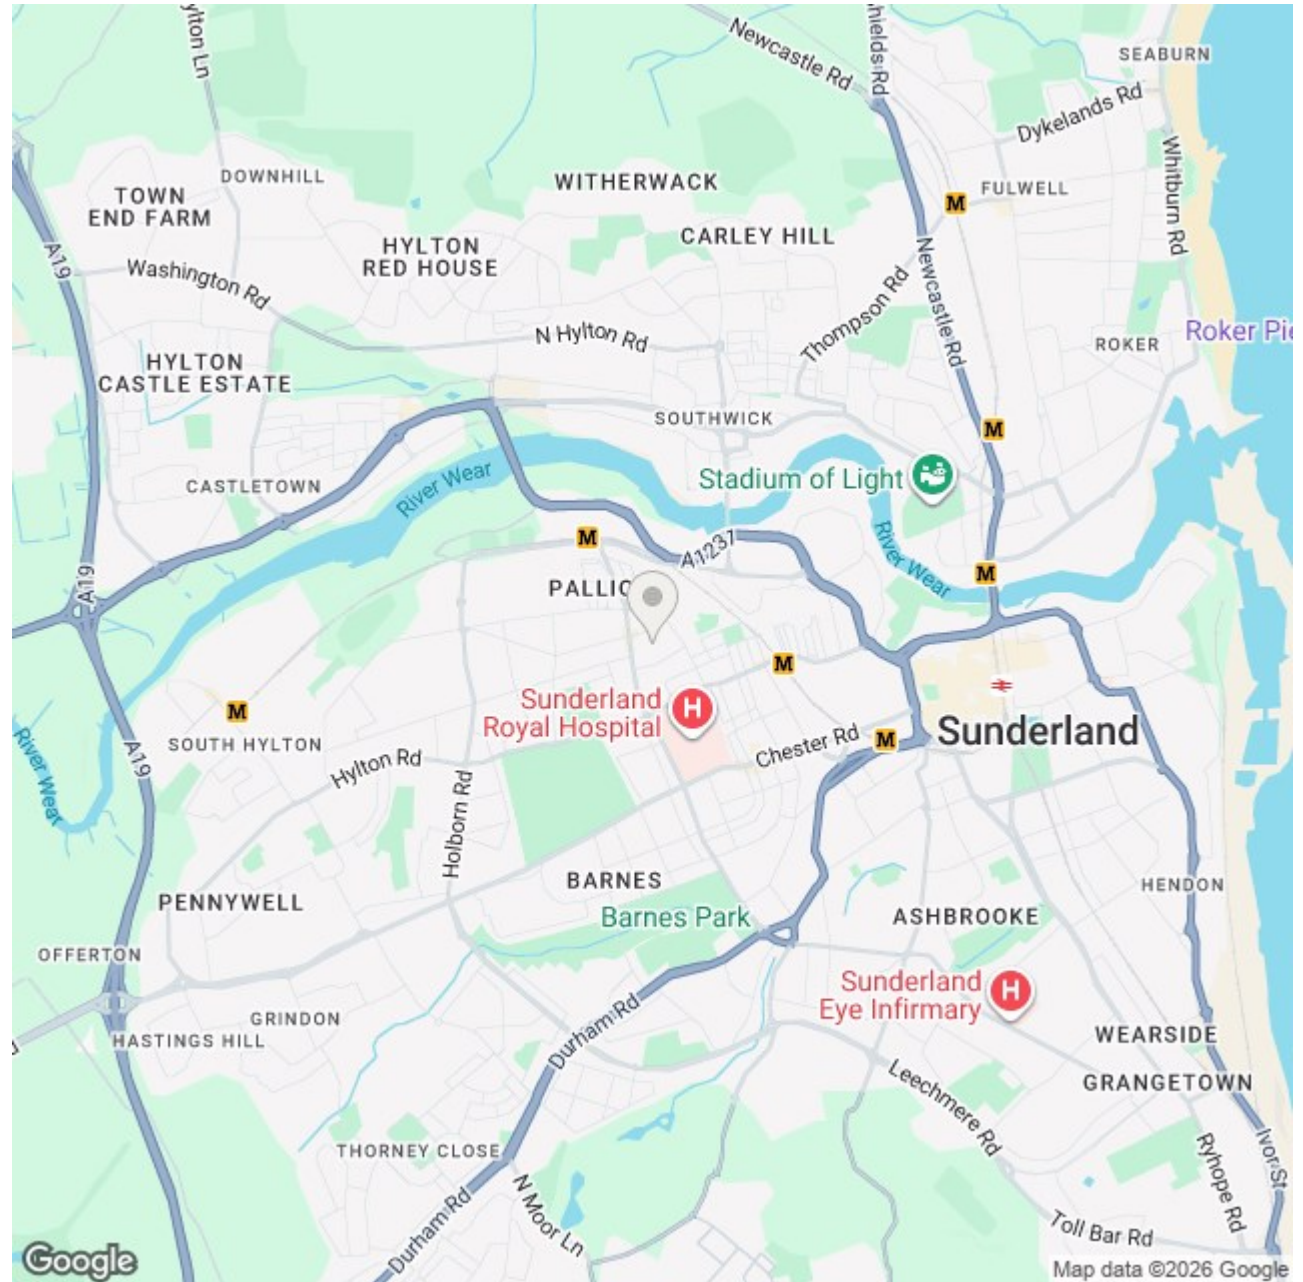 Hylton Ln
Shields Rd
Newcastle Rd
SEABURN
Dykelands Rd
Whitburn Rd
DOWNHILL
TOWN
END FARM
WITHERWACK
M
FULWELL
CARLEY HILL
HYLTON
RED HOUSE
A19
Washington Rd
Newcastle Rd
Thompson Rd
N Hylton Rd
Roker Pie
ROKER
HYLTON
CASTLE ESTATE
SOUTHWICK
M
Stadium of Light
CASTLETOWN
River Wear
River Wear
M
A1231
M
A19
PALLIO
M
Sunderland
Royal Hospital
H
M
SOUTH HYLTON
Sunderland
Chester Rd
M
Hylton Rd
River Wear
A19
Holborn Rd
BARNES
HENDON
PENNYWELL
Barnes Park
ASHBROOKE
OFFERTON
Sunderland
Eye Infirmary
H
GRINDON
Durham Rd
HASTINGS HILL
WEARSIDE
GRANGETOWN
Leechmere Rd
THORNEY CLOSE
Ivor St
Ryhope Rd
N Moor Ln
Durham Rd
Toll Bar Rd
Google
Map data ©2026 Google